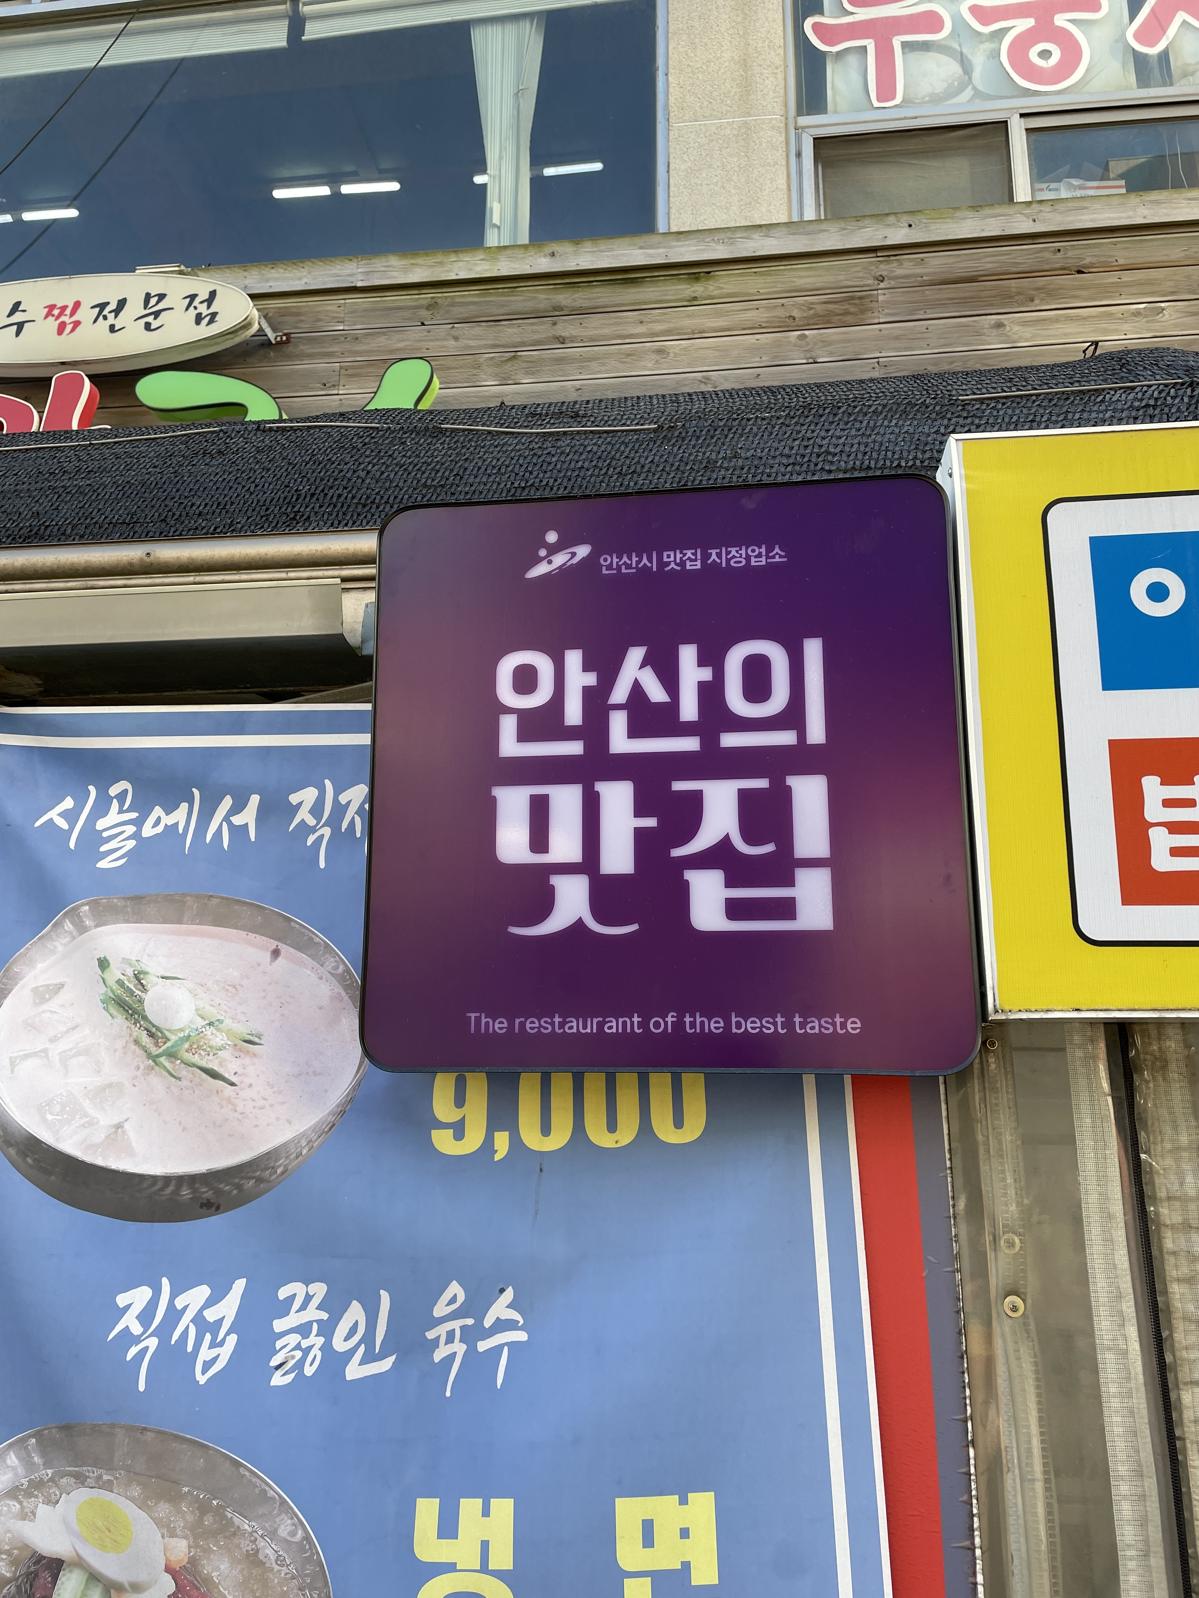 수찜전문점
안산시 맛집 지정업소
안산의
맛집
The restaurant of the best taste
시골에서 직접
9,000
직접 끓인 육수
냉면